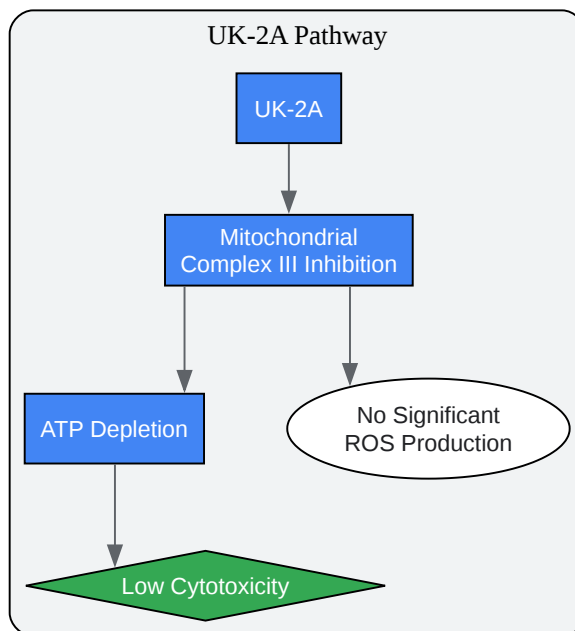 UK-2A Pathway
UK-2A
Mitochondrial
Complex III Inhibition
ATP Depletion
No Significant
ROS Production
Low Cytotoxicity